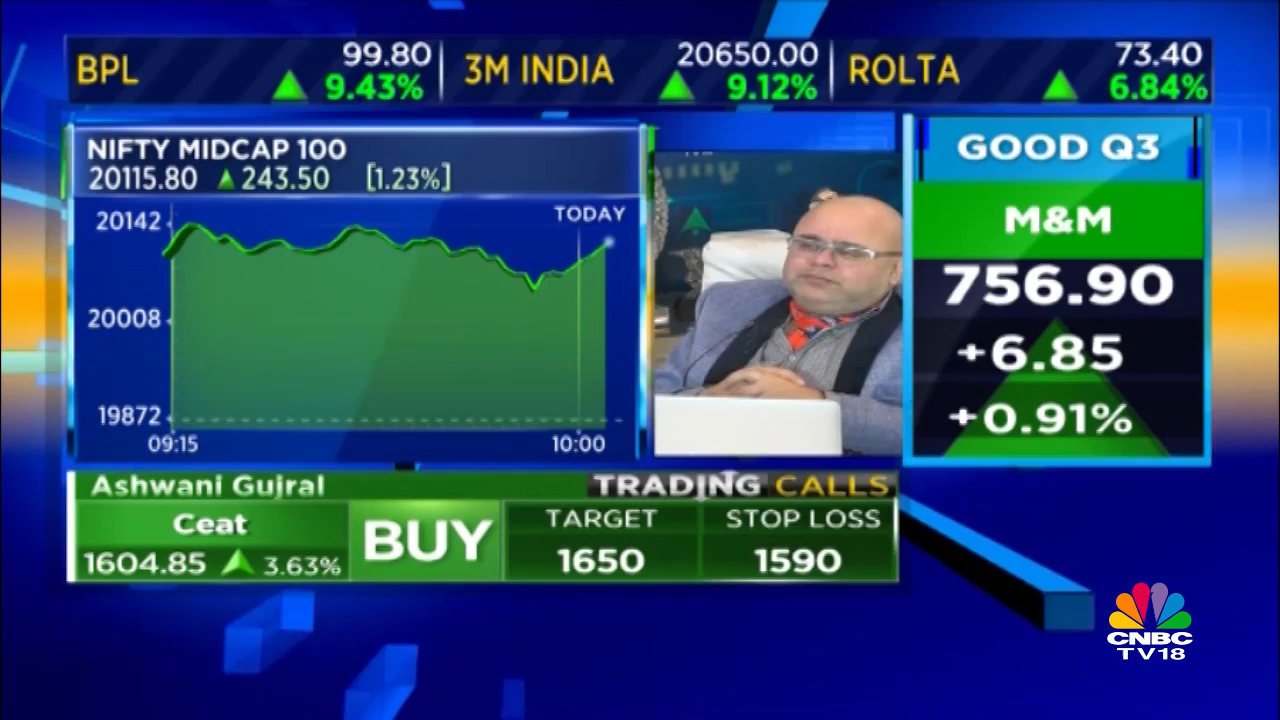 BPL 99.80 9.43%
3M INDIA 20650.00 9.12%
ROLTA 73.40 6.84%
NIFTY MIDCAP 100
20115.80 243.50 [1.23%]
TODAY
20142
20008
19872
09:15 10:00
GOOD Q3
M&M
756.90
+6.85
+0.91%
Ashwani Gujral TRADING CALLS
Ceat
1604.85 3.63%
BUY
TARGET
1650
STOP LOSS
1590
CNBC
TV18